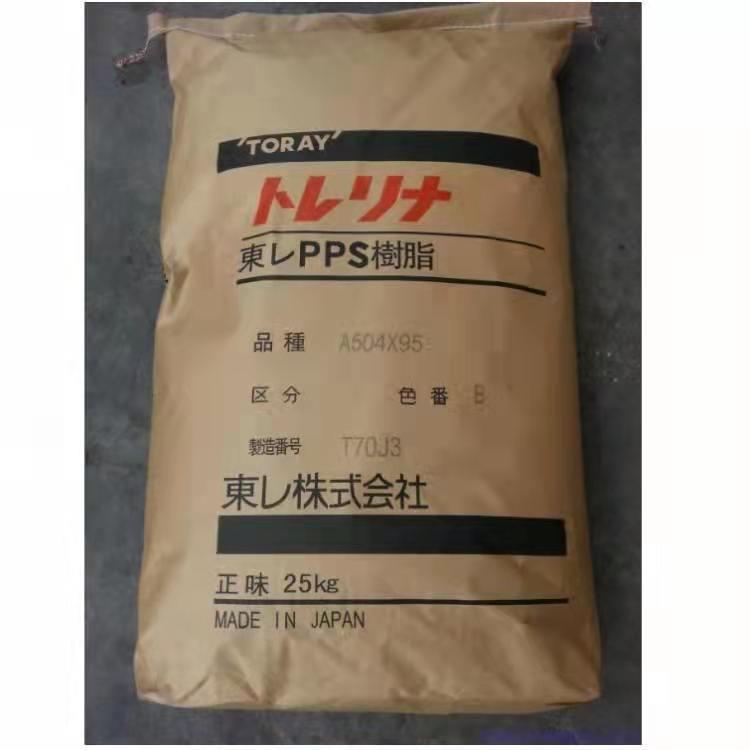 TORAY
トレリナ
東レPPS樹脂
品種 A504X95
区分 色番 B
製造番号 T70J3
東レ株式会社
正味 25kg
MADE IN JAPAN